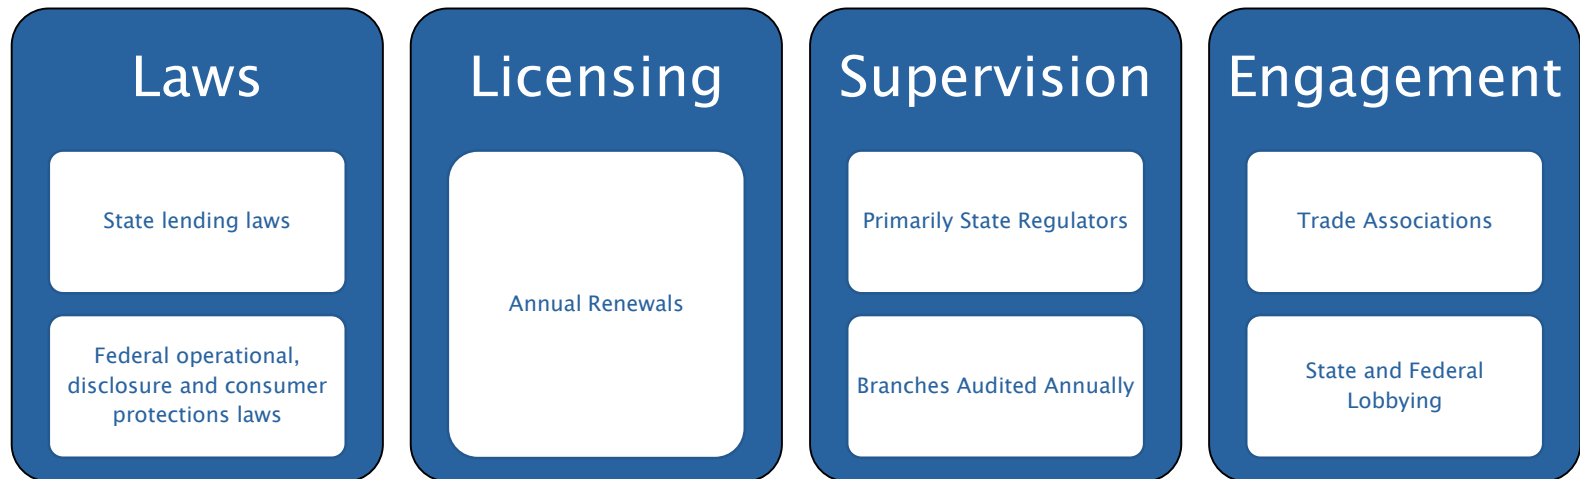 Laws
State lending laws
Federal operational,
disclosure and consumer
protections laws
Licensing
Annual Renewals
Supervision
Primarily State Regulators
Branches Audited Annually
Engagement
Trade Associations
State and Federal
Lobbying